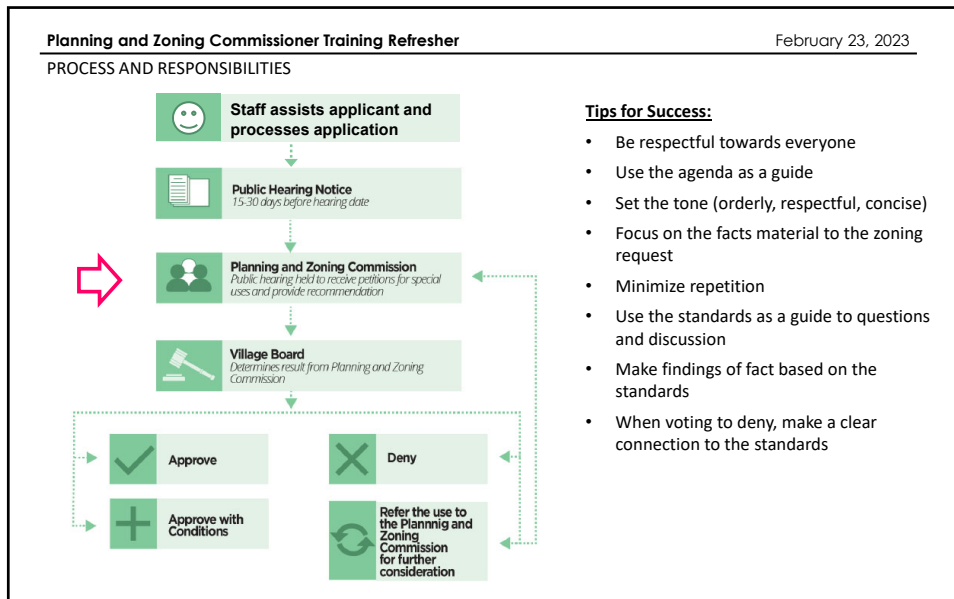 Planning and Zoning Commissioner Training Refresher
February 23, 2023
PROCESS AND RESPONSIBILITIES
Staff assists applicant and
processes application
Public Hearing Notice
15-30 days before hearing date
Planning and Zoning Commission
Public hearing held to receive petitions for special
uses and provide recommendation
Village Board
Determines result from Planning and Zoning
Commission
Approve
Deny
Approve with
Conditions
Refer the use to
the Plannnig and
Zoning
Commission
for further
consideration
Tips for Success:
• Be respectful towards everyone
• Use the agenda as a guide
• Set the tone (orderly, respectful, concise)
• Focus on the facts material to the zoning
request
• Minimize repetition
• Use the standards as a guide to questions
and discussion
• Make findings of fact based on the
standards
• When voting to deny, make a clear
connection to the standards